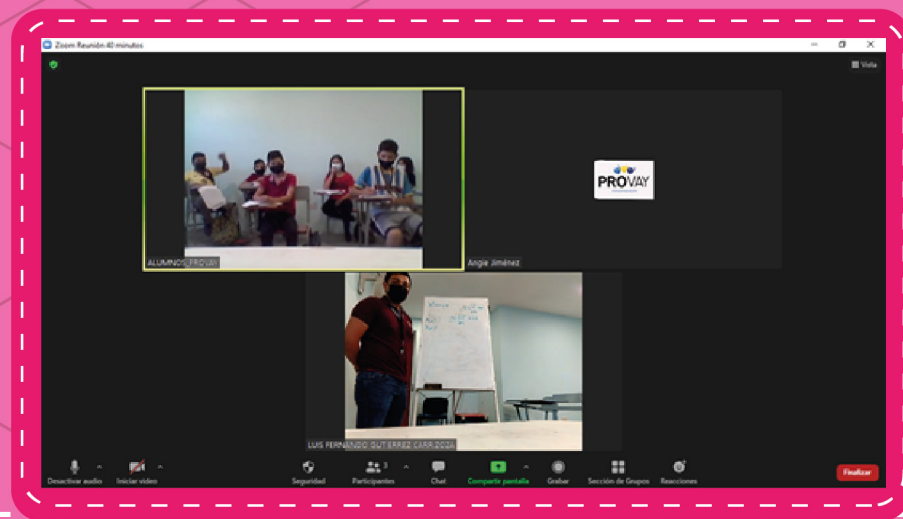 Zoom Reunión 40 minutos
Vista
PROVAY
ALUMNOS PROVAY
Angie Jiménez
LUIS FERNANDO GUTIERREZ CARRIZOZA
Desactivar audio
Iniciar video
Seguridad
3
Participantes
Chat
Compartir pantalla
Grabar
Sección de Grupos
Reacciones
Finalizar